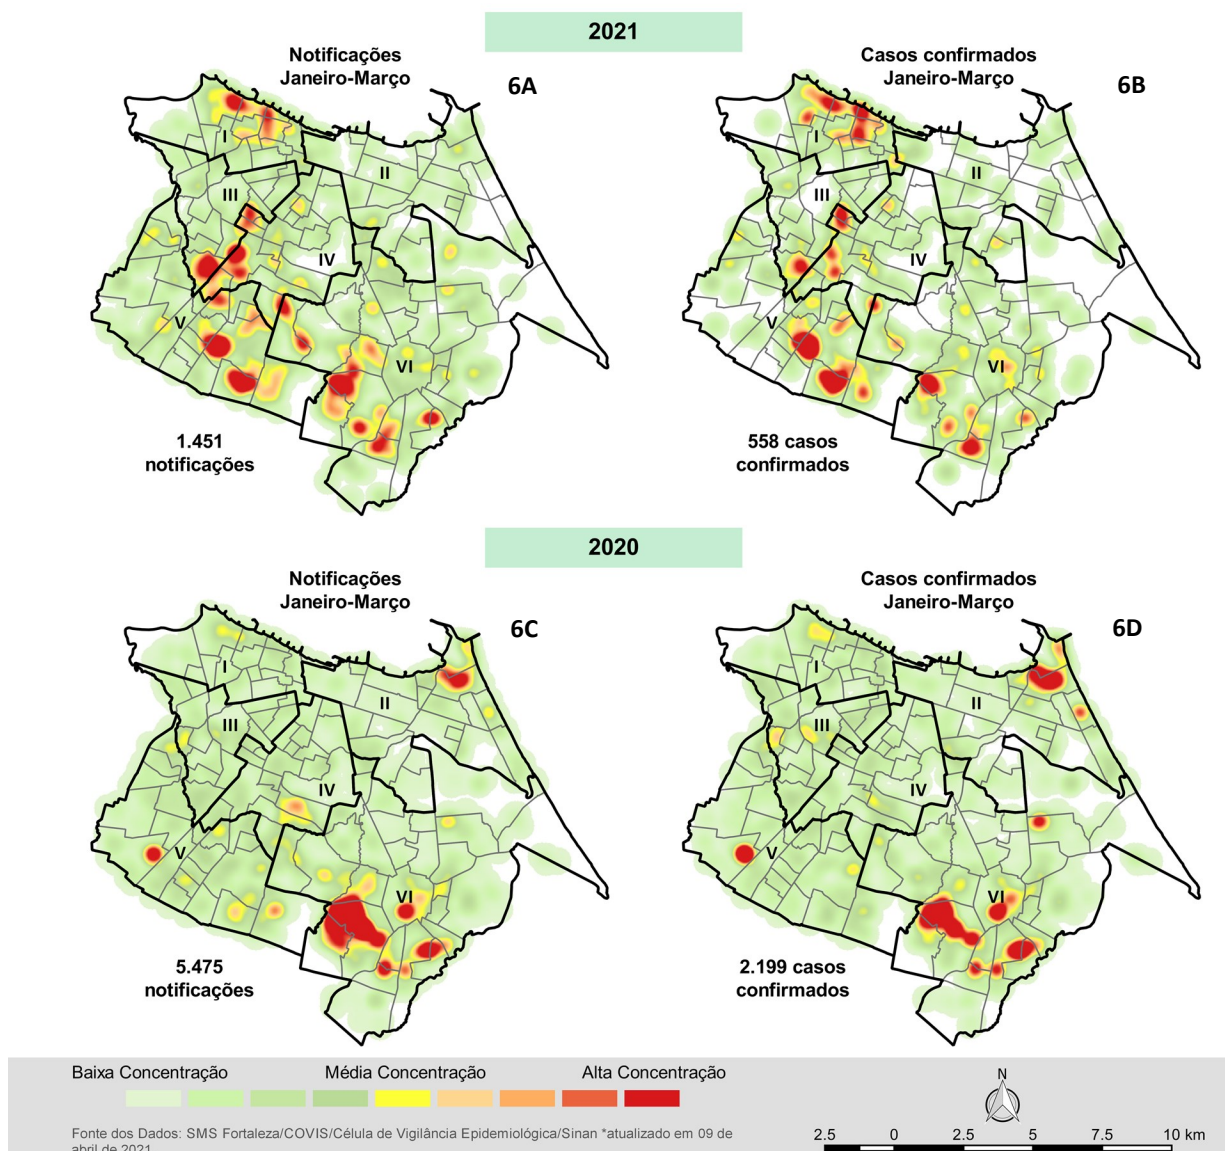 2021
Notificações
Janeiro-Março
6A
Casos confirmados
Janeiro-Março
6B
I
II
III
IV
V
VI
1.451
notificações
I
II
III
IV
V
VI
558 casos
confirmados
2020
Notificações
Janeiro-Março
6C
Casos confirmados
Janeiro-Março
6D
I
II
III
IV
V
VI
5.475
notificações
I
II
III
IV
V
VI
2.199 casos
confirmados
Baixa Concentração Média Concentração Alta Concentração
N
Fonte dos Dados: SMS Fortaleza/COVIS/Célula de Vigilância Epidemiológica/Sinan *atualizado em 09 de
abril de 2021
2.5 0 2.5 5 7.5 10 km